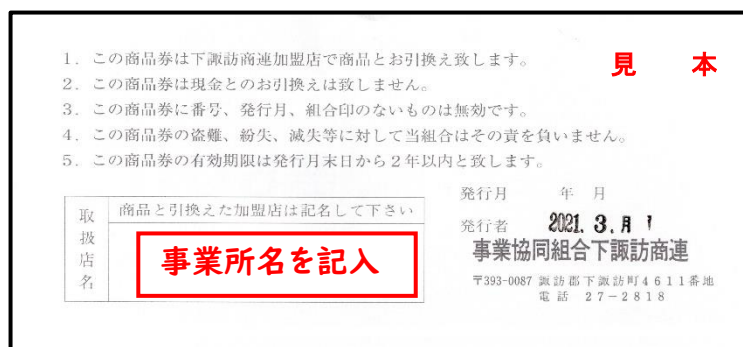 見 本
1. この商品券は下諏訪商連加盟店で商品とお引換え致します。
2. この商品券は現金とのお引換えは致しません。
3. この商品券に番号、発行月、組合印のないものは無効です。
4. この商品券の盗難、紛失、滅失等に対して当組合はその責を負いません。
5. この商品券の有効期限は発行月末日から2年以内と致します。
取扱店名
商品と引換えた加盟店は記名して下さい
事業所名を記入
発行月 年 月
発行者 2021.3.月 1
事業協同組合下諏訪商連
〒393-0087 諏訪郡下諏訪町4611番地
電話 27-2818